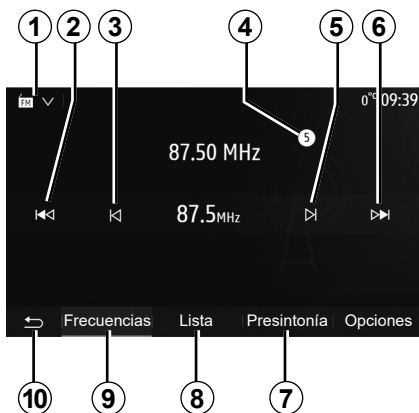 1 2 3 4 5 6
FM 0°C 09:39
5
87.50 MHz
87.5MHz
Frecuencias Lista Presintonía Opciones
10 9 8 7